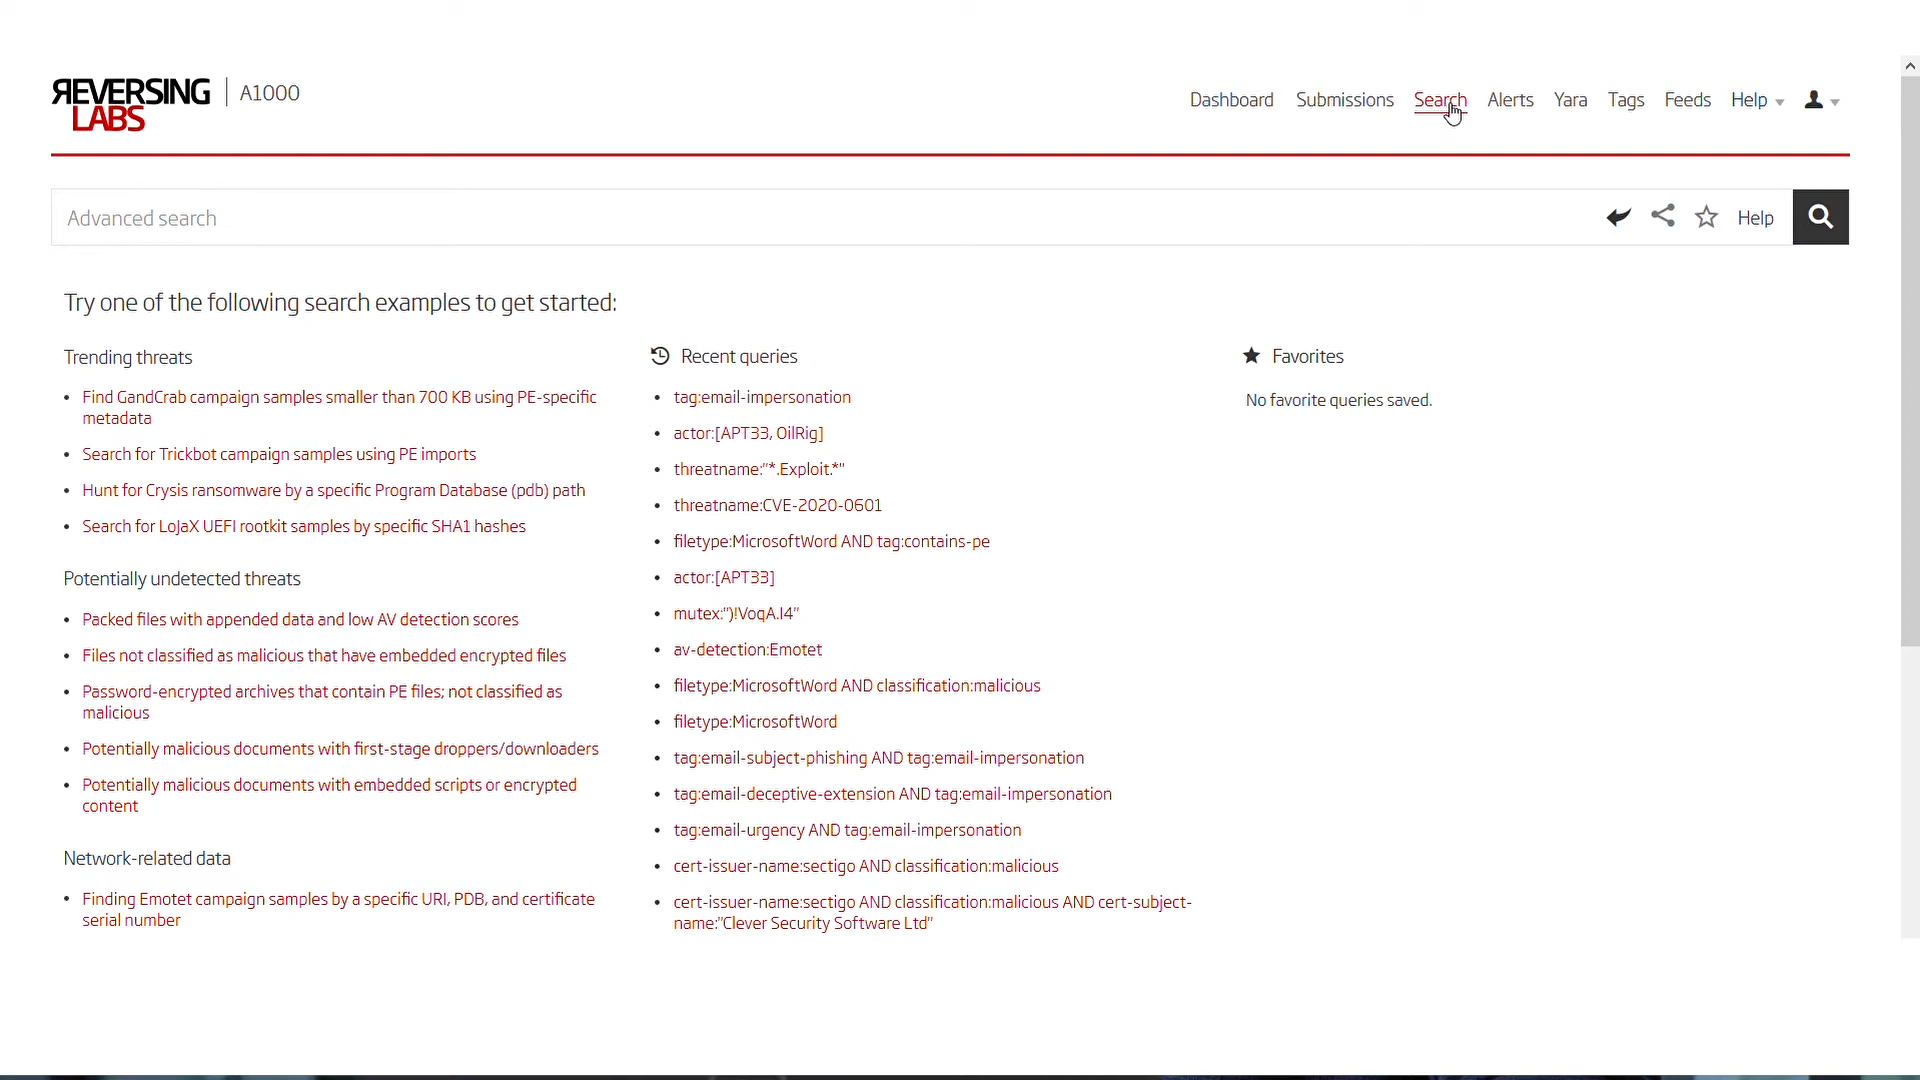 REVERSING
LABS
A1000
Dashboard Submissions Search Alerts Yara Tags Feeds Help
Advanced search
Help
Try one of the following search examples to get started:
Trending threats
Find GandCrab campaign samples smaller than 700 KB using PE-specific
metadata
Search for Trickbot campaign samples using PE imports
Hunt for Crysis ransomware by a specific Program Database (pdb) path
Search for LoJaX UEFI rootkit samples by specific SHA1 hashes
Potentially undetected threats
Packed files with appended data and low AV detection scores
Files not classified as malicious that have embedded encrypted files
Password-encrypted archives that contain PE files; not classified as
malicious
Potentially malicious documents with first-stage droppers/downloaders
Potentially malicious documents with embedded scripts or encrypted
content
Network-related data
Finding Emotet campaign samples by a specific URI, PDB, and certificate
serial number
Recent queries
tag:email-impersonation
actor:[APT33, OilRig]
threatname:"*.Exploit.*"
threatname:CVE-2020-0601
filetype:MicrosoftWord AND tag:contains-pe
actor:[APT33]
mutex:")!VoqA.I4"
av-detection:Emotet
filetype:MicrosoftWord AND classification:malicious
filetype:MicrosoftWord
tag:email-subject-phishing AND tag:email-impersonation
tag:email-deceptive-extension AND tag:email-impersonation
tag:email-urgency AND tag:email-impersonation
cert-issuer-name:sectigo AND classification:malicious
cert-issuer-name:sectigo AND classification:malicious AND cert-subject-
name:"Clever Security Software Ltd"
Favorites
No favorite queries saved.